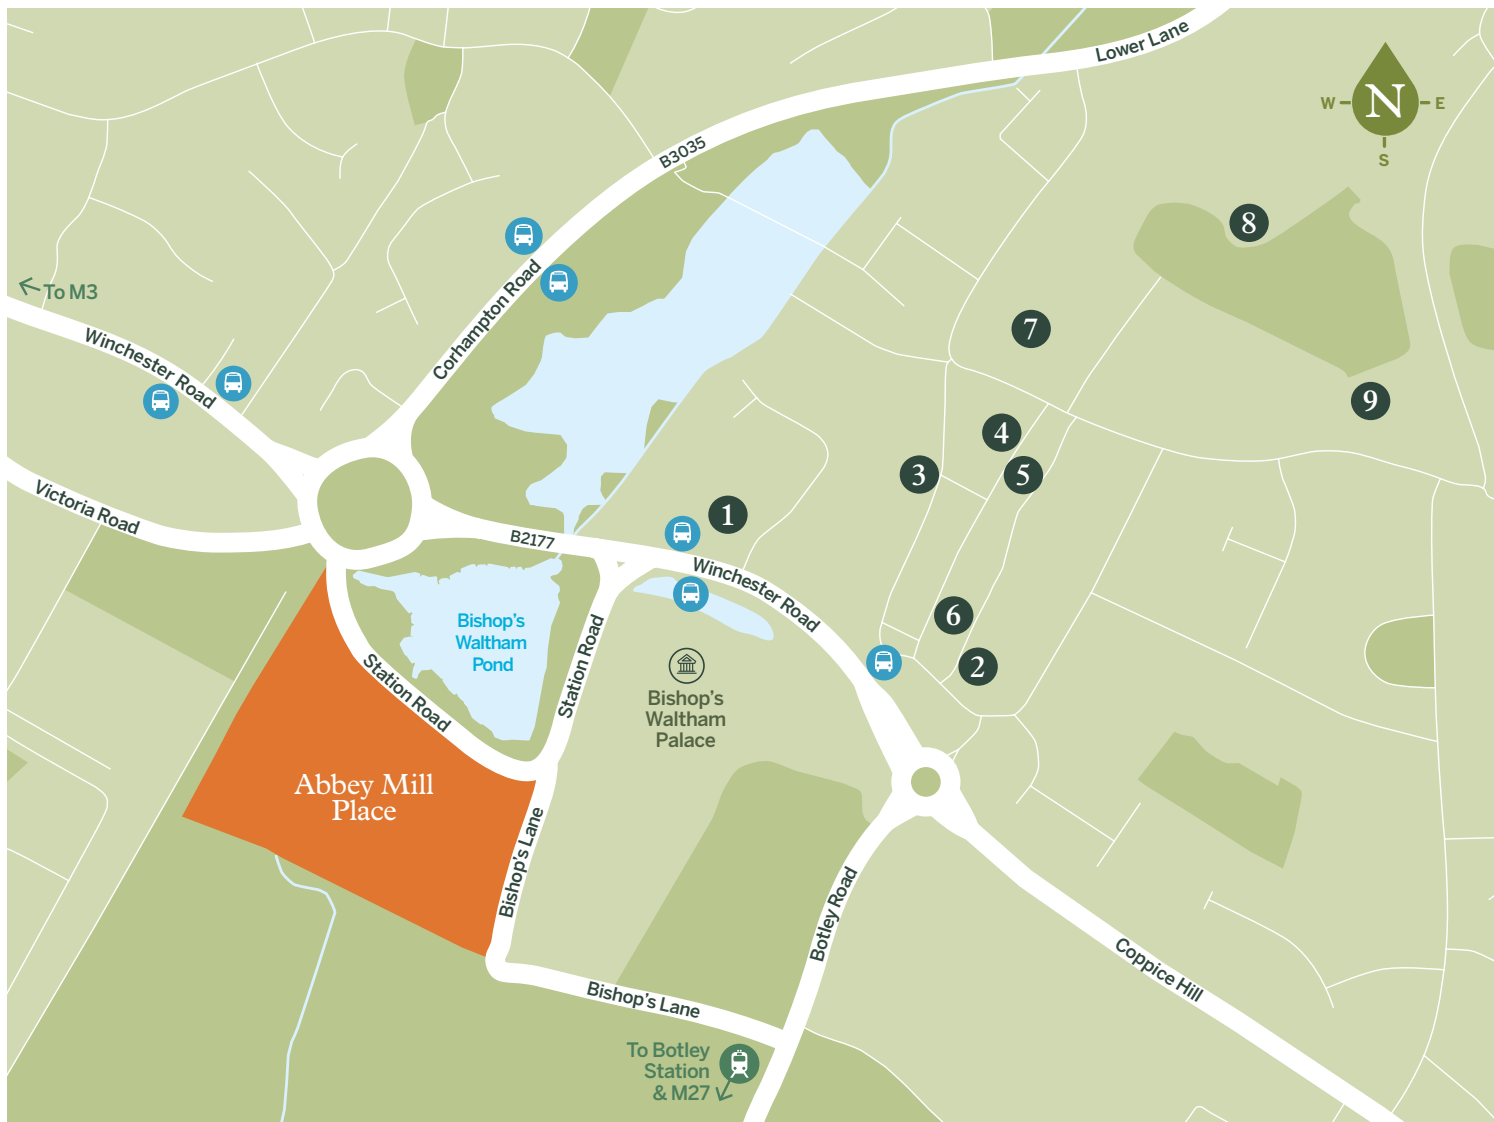 Lower Lane
N
W
E
S
B3035
8
To M3
Corhampton Road
7
Winchester Road
9
4
3
5
Victoria Road
1
B2177
Winchester Road
Bishop's
Waltham
Pond
6
2
Station Road
Station Road
Bishop's
Waltham
Palace
Abbey Mill
Place
Bishop's Lane
Botley Road
Coppice Hill
Bishop's Lane
To Botley
Station
& M27